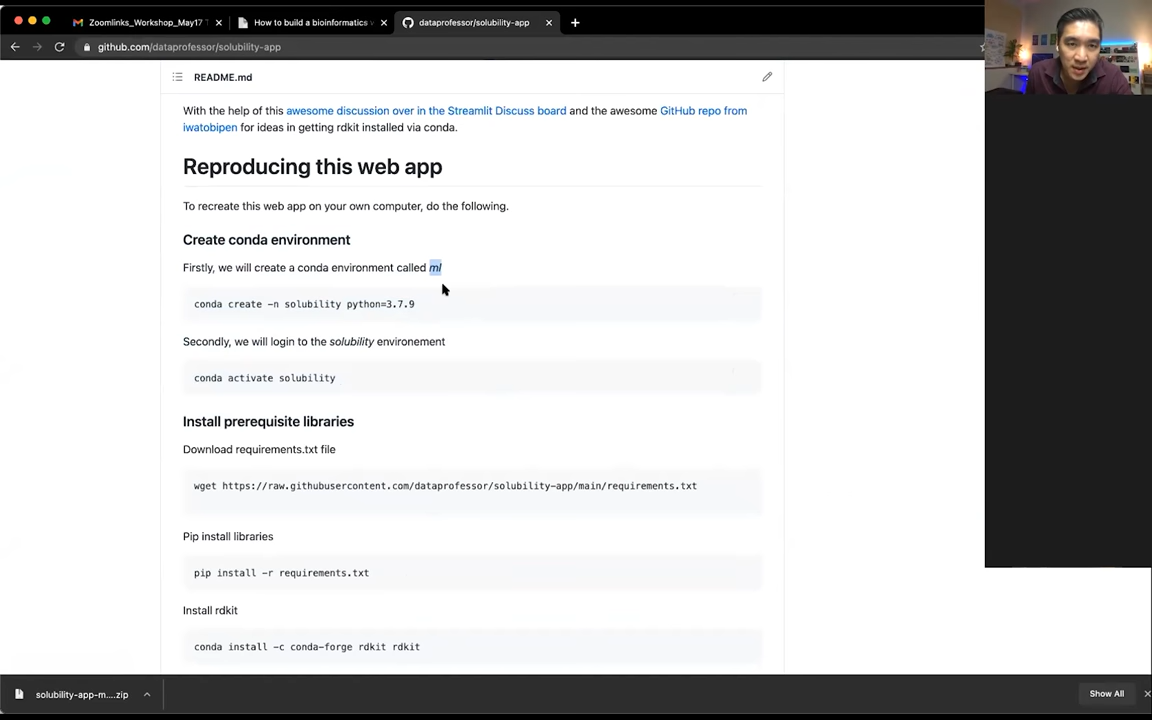 Zoomlinks_Workshop_May17
How to build a bioinformatics
dataprofessor/solubility-app
github.com/dataprofessor/solubility-app
README.md
With the help of this awesome discussion over in the Streamlit Discuss board and the awesome GitHub repo from
iwatobipen for ideas in getting rdkit installed via conda.
Reproducing this web app
To recreate this web app on your own computer, do the following.
Create conda environment
Firstly, we will create a conda environment called ml
conda create -n solubility python=3.7.9
Secondly, we will login to the solubility environement
conda activate solubility
Install prerequisite libraries
Download requirements.txt file
wget https://raw.githubusercontent.com/dataprofessor/solubility-app/main/requirements.txt
Pip install libraries
pip install -r requirements.txt
Install rdkit
conda install -c conda-forge rdkit rdkit
solubility-app-m....zip
Show All